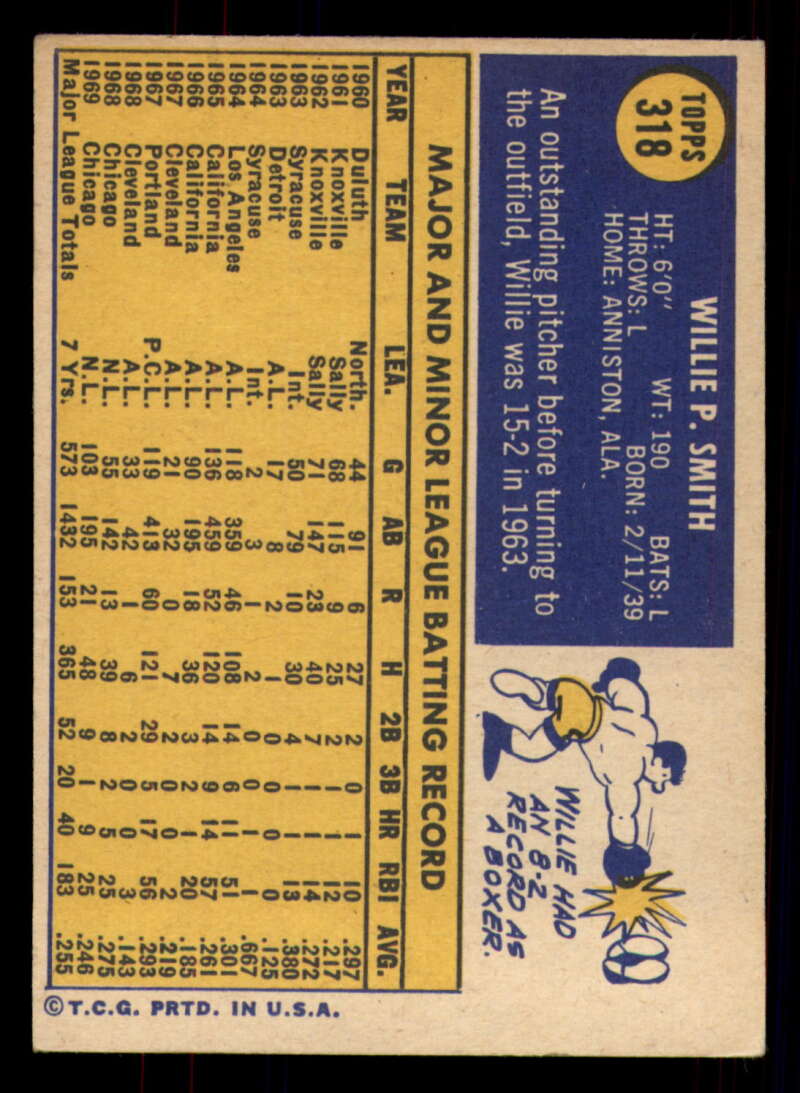 TOPPS
318
WILLIE P. SMITH
HT: 6'0" WT: 190 BATS: L
THROWS: L BORN: 2/11/39
HOME: ANNISTON, ALA.
An outstanding pitcher before turning to
the outfield, Willie was 15-2 in 1963.
WILLIE HAD
AN 8-2
RECORD AS
A BOXER.
MAJOR AND MINOR LEAGUE BATTING RECORD
YEAR TEAM LEA. G AB R H 2B 3B HR RBI AVG.
1960 Duluth North. 44 91 6 27 2 0 1 10 .297
1961 Knoxville Sally 68 115 9 25 2 1 1 12 .217
1962 Knoxville Sally 71 147 23 40 7 1 1 14 .272
1963 Syracuse Int. 50 79 10 30 4 1 1 13 .380
1963 Detroit A.L. 17 8 2 1 0 0 0 0 .125
1964 Syracuse Int. 2 3 1 2 0 0 0 1 .667
1964 Los Angeles A.L. 118 359 46 108 14 6 11 51 .301
1965 California A.L. 136 459 52 120 14 9 14 57 .261
1966 California A.L. 90 195 18 36 3 2 1 20 .185
1967 Cleveland A.L. 21 32 0 7 2 0 0 2 .219
1967 Portland P.C.L. 119 413 60 121 29 5 17 56 .293
1968 Cleveland A.L. 33 42 1 6 2 0 0 3 .143
1968 Chicago N.L. 55 142 13 39 8 2 5 25 .275
1969 Chicago N.L. 103 195 21 48 9 1 9 25 .246
Major League Totals 7 Yrs. 573 1432 153 365 52 20 40 183 .255
© T.C.G. PRTD. IN U.S.A.